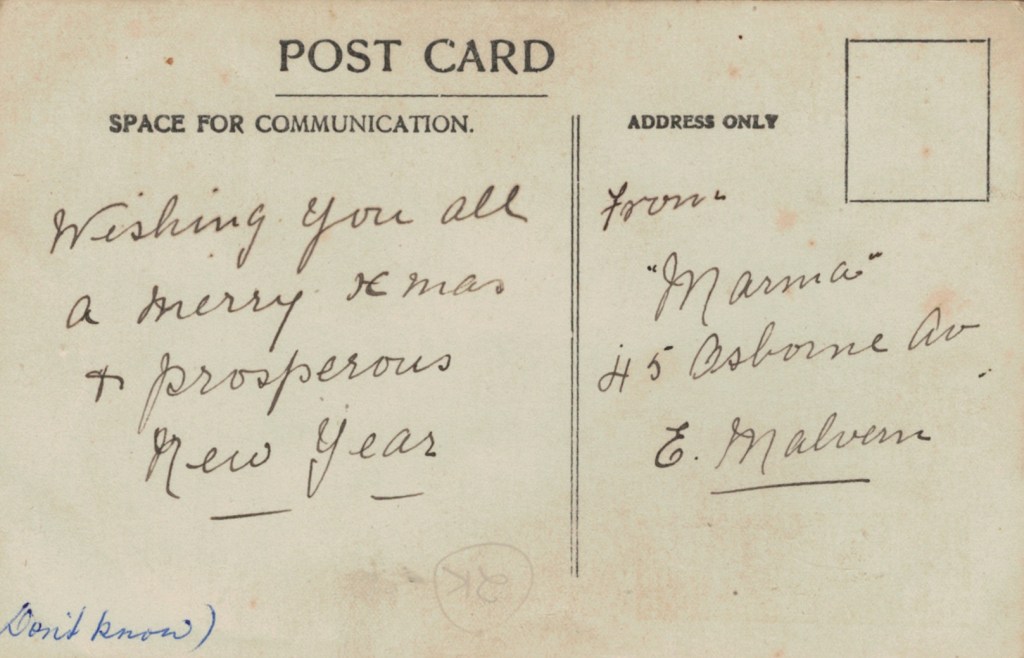 POST CARD
SPACE FOR COMMUNICATION.
Wishing you all
a merry xmas
+ prosperous
New Year
Don't know)
ADDRESS ONLY
From
"Marma"
45 Osborne Av
E. Malvern